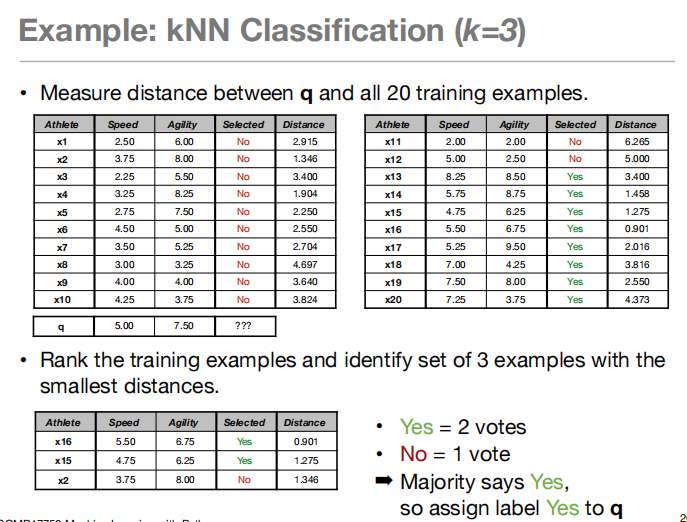 Example: kNN Classification (k=3)
• Measure distance between q and all 20 training examples.
Athlete Speed Agility Selected Distance
x1 2.50 6.00 No 2.915
x2 3.75 8.00 No 1.346
x3 2.25 5.50 No 3.400
x4 3.25 8.25 No 1.904
x5 2.75 7.50 No 2.250
x6 4.50 5.00 No 2.550
x7 3.50 5.25 No 2.704
x8 3.00 3.25 No 4.697
x9 4.00 4.00 No 3.640
x10 4.25 3.75 No 3.824
q 5.00 7.50 ???
Athlete Speed Agility Selected Distance
x11 2.00 2.00 No 6.265
x12 5.00 2.50 No 5.000
x13 8.25 8.50 Yes 3.400
x14 5.75 8.75 Yes 1.458
x15 4.75 6.25 Yes 1.275
x16 5.50 6.75 Yes 0.901
x17 5.25 9.50 Yes 2.016
x18 7.00 4.25 Yes 3.816
x19 7.50 8.00 Yes 2.550
x20 7.25 3.75 Yes 4.373
• Rank the training examples and identify set of 3 examples with the
smallest distances.
Athlete Speed Agility Selected Distance
x16 5.50 6.75 Yes 0.901
x15 4.75 6.25 Yes 1.275
x2 3.75 8.00 No 1.346
• Yes = 2 votes
• No = 1 vote
➡ Majority says Yes,
so assign label Yes to q